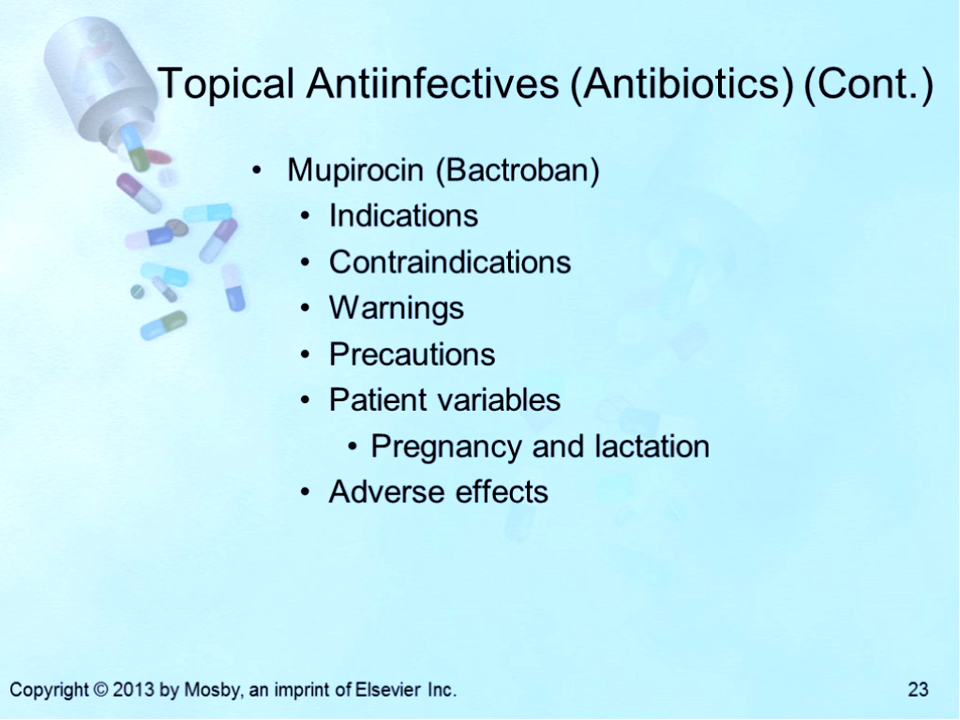 Topical Antiinfectives (Antibiotics) (Cont.)
• Mupirocin (Bactroban)
• Indications
• Contraindications
• Warnings
• Precautions
• Patient variables
• Pregnancy and lactation
• Adverse effects
Copyright © 2013 by Mosby, an imprint of Elsevier Inc.
23